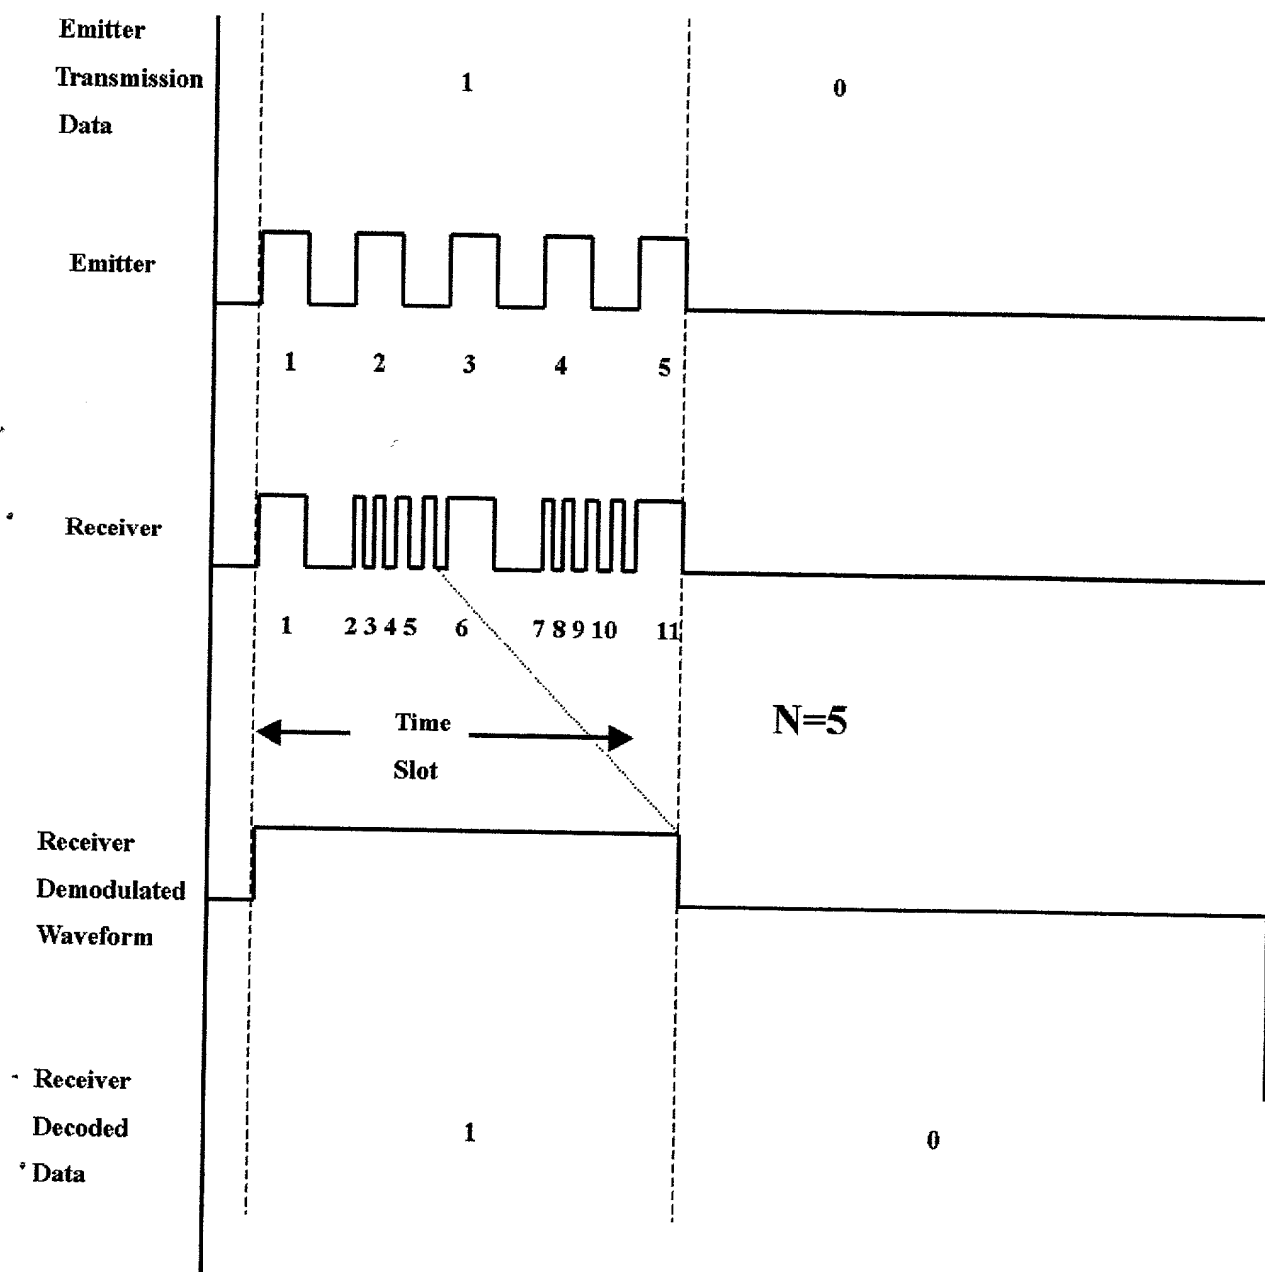 Emitter
Transmission
Data
1
0
Emitter
1 2 3 4 5
Receiver
1 2 3 4 5 6 7 8 9 10 11
Time
Slot
N=5
Receiver
Demodulated
Waveform
Receiver
Decoded
Data
1
0